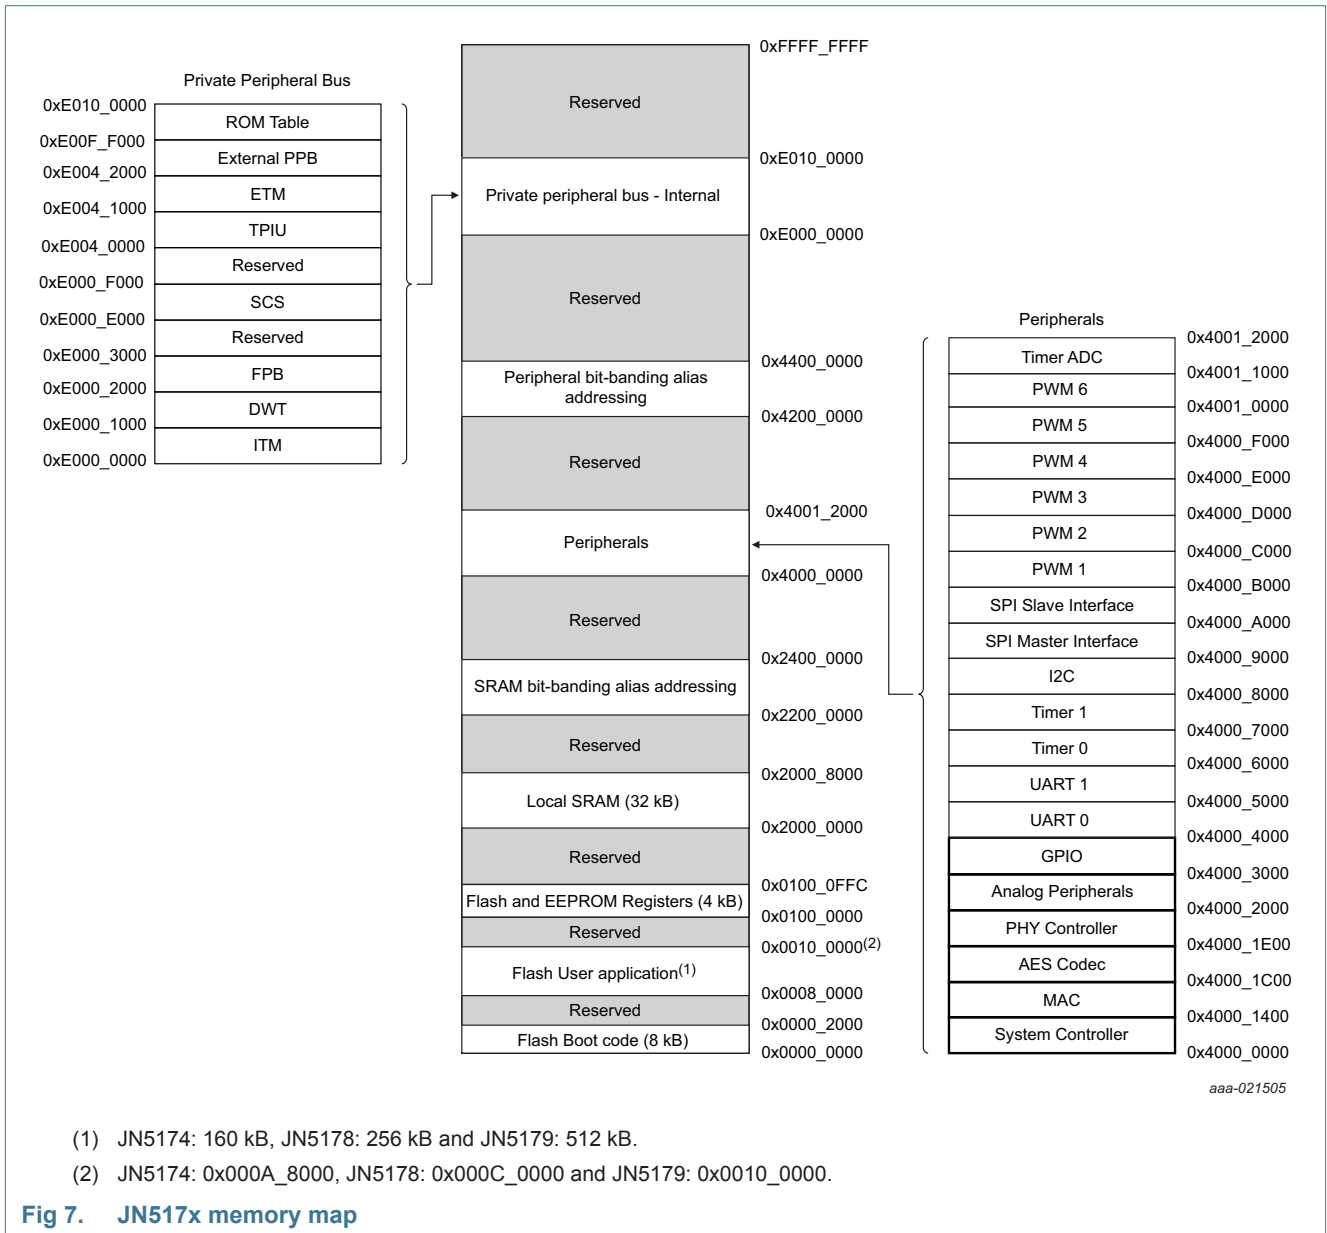 Private Peripheral Bus
0xE010_0000
ROM Table
0xE00F_F000
External PPB
0xE004_2000
ETM
0xE004_1000
TPIU
0xE004_0000
Reserved
0xE000_F000
SCS
0xE000_E000
Reserved
0xE000_3000
FPB
0xE000_2000
DWT
0xE000_1000
ITM
0xE000_0000
0xFFFF_FFFF
Reserved
0xE010_0000
Private peripheral bus - Internal
0xE000_0000
Reserved
0x4400_0000
Peripheral bit-banding alias
addressing
0x4200_0000
Reserved
0x4001_2000
Peripherals
0x4000_0000
Reserved
0x2400_0000
SRAM bit-banding alias addressing
0x2200_0000
Reserved
0x2000_8000
Local SRAM (32 kB)
0x2000_0000
Reserved
0x0100_0FFC
Flash and EEPROM Registers (4 kB)
0x0100_0000
Reserved
0x0010_0000(2)
Flash User application(1)
0x0008_0000
Reserved
0x0000_2000
Flash Boot code (8 kB)
0x0000_0000
Peripherals
0x4001_2000
Timer ADC
0x4001_1000
PWM 6
0x4001_0000
PWM 5
0x4000_F000
PWM 4
0x4000_E000
PWM 3
0x4000_D000
PWM 2
0x4000_C000
PWM 1
0x4000_B000
SPI Slave Interface
0x4000_A000
SPI Master Interface
0x4000_9000
I2C
0x4000_8000
Timer 1
0x4000_7000
Timer 0
0x4000_6000
UART 1
0x4000_5000
UART 0
0x4000_4000
GPIO
0x4000_3000
Analog Peripherals
0x4000_2000
PHY Controller
0x4000_1E00
AES Codec
0x4000_1C00
MAC
0x4000_1400
System Controller
0x4000_0000
aaa-021505
(1) JN5174: 160 kB, JN5178: 256 kB and JN5179: 512 kB.
(2) JN5174: 0x000A_8000, JN5178: 0x000C_0000 and JN5179: 0x0010_0000.
Fig 7. JN517x memory map